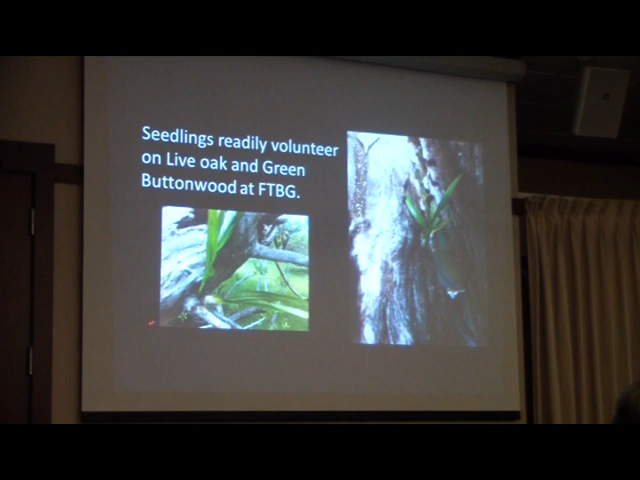 Seedlings readily volunteer
on Live oak and Green
Buttonwood at FTBG.